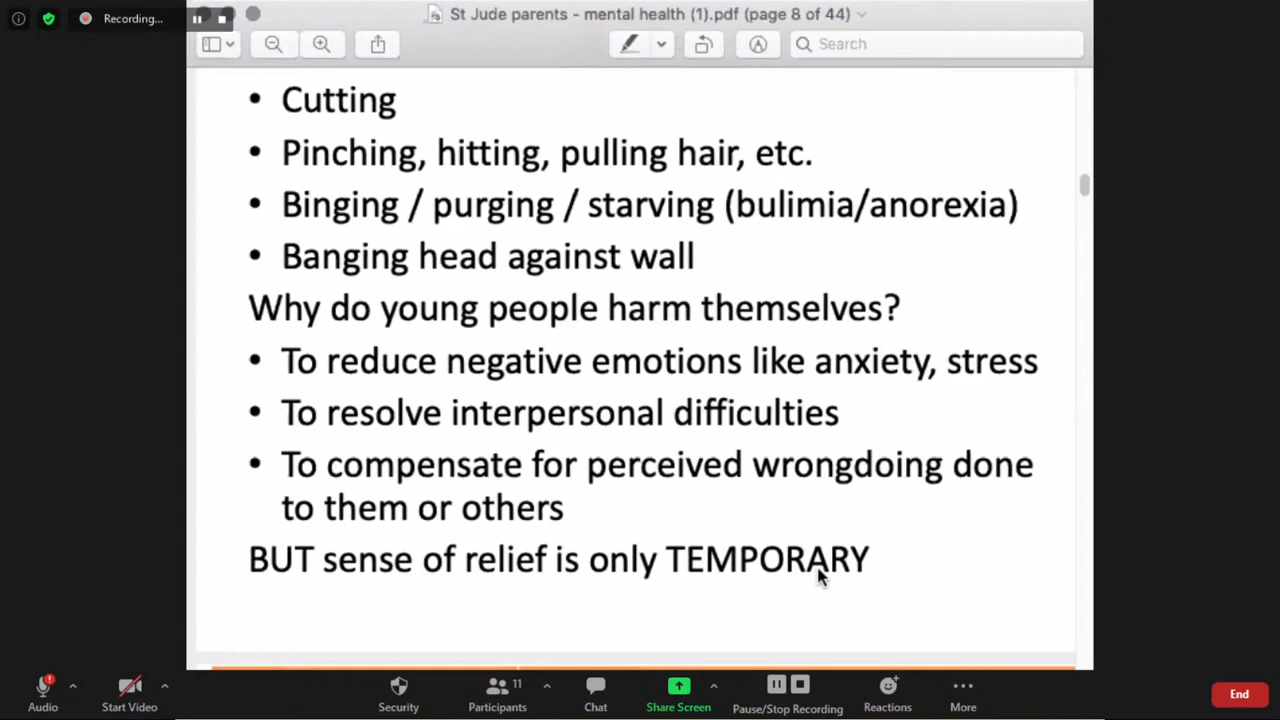 Recording...
St Jude parents - mental health (1).pdf (page 8 of 44)
Search
• Cutting
• Pinching, hitting, pulling hair, etc.
• Binging / purging / starving (bulimia/anorexia)
• Banging head against wall
Why do young people harm themselves?
• To reduce negative emotions like anxiety, stress
• To resolve interpersonal difficulties
• To compensate for perceived wrongdoing done
to them or others
BUT sense of relief is only TEMPORARY
Audio
Start Video
Security
Participants 11
Chat
Share Screen
Pause/Stop Recording
Reactions
More
End